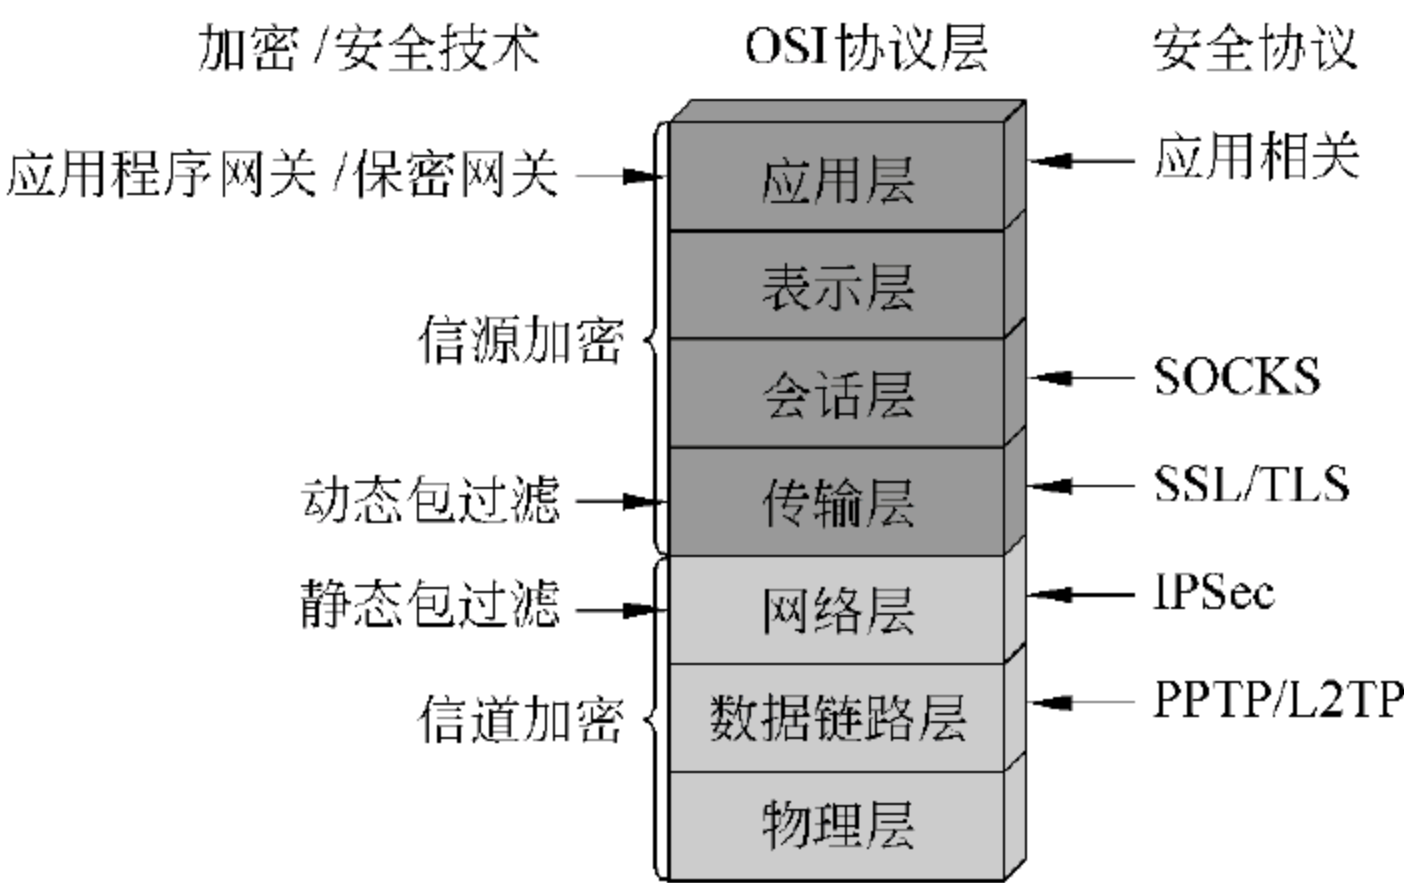 加密/安全技术 OSI协议层 安全协议
应用程序网关/保密网关 应用层 应用相关
表示层
信源加密 会话层 SOCKS
动态包过滤 传输层 SSL/TLS
静态包过滤 网络层 IPSec
信道加密 数据链路层 PPTP/L2TP
物理层